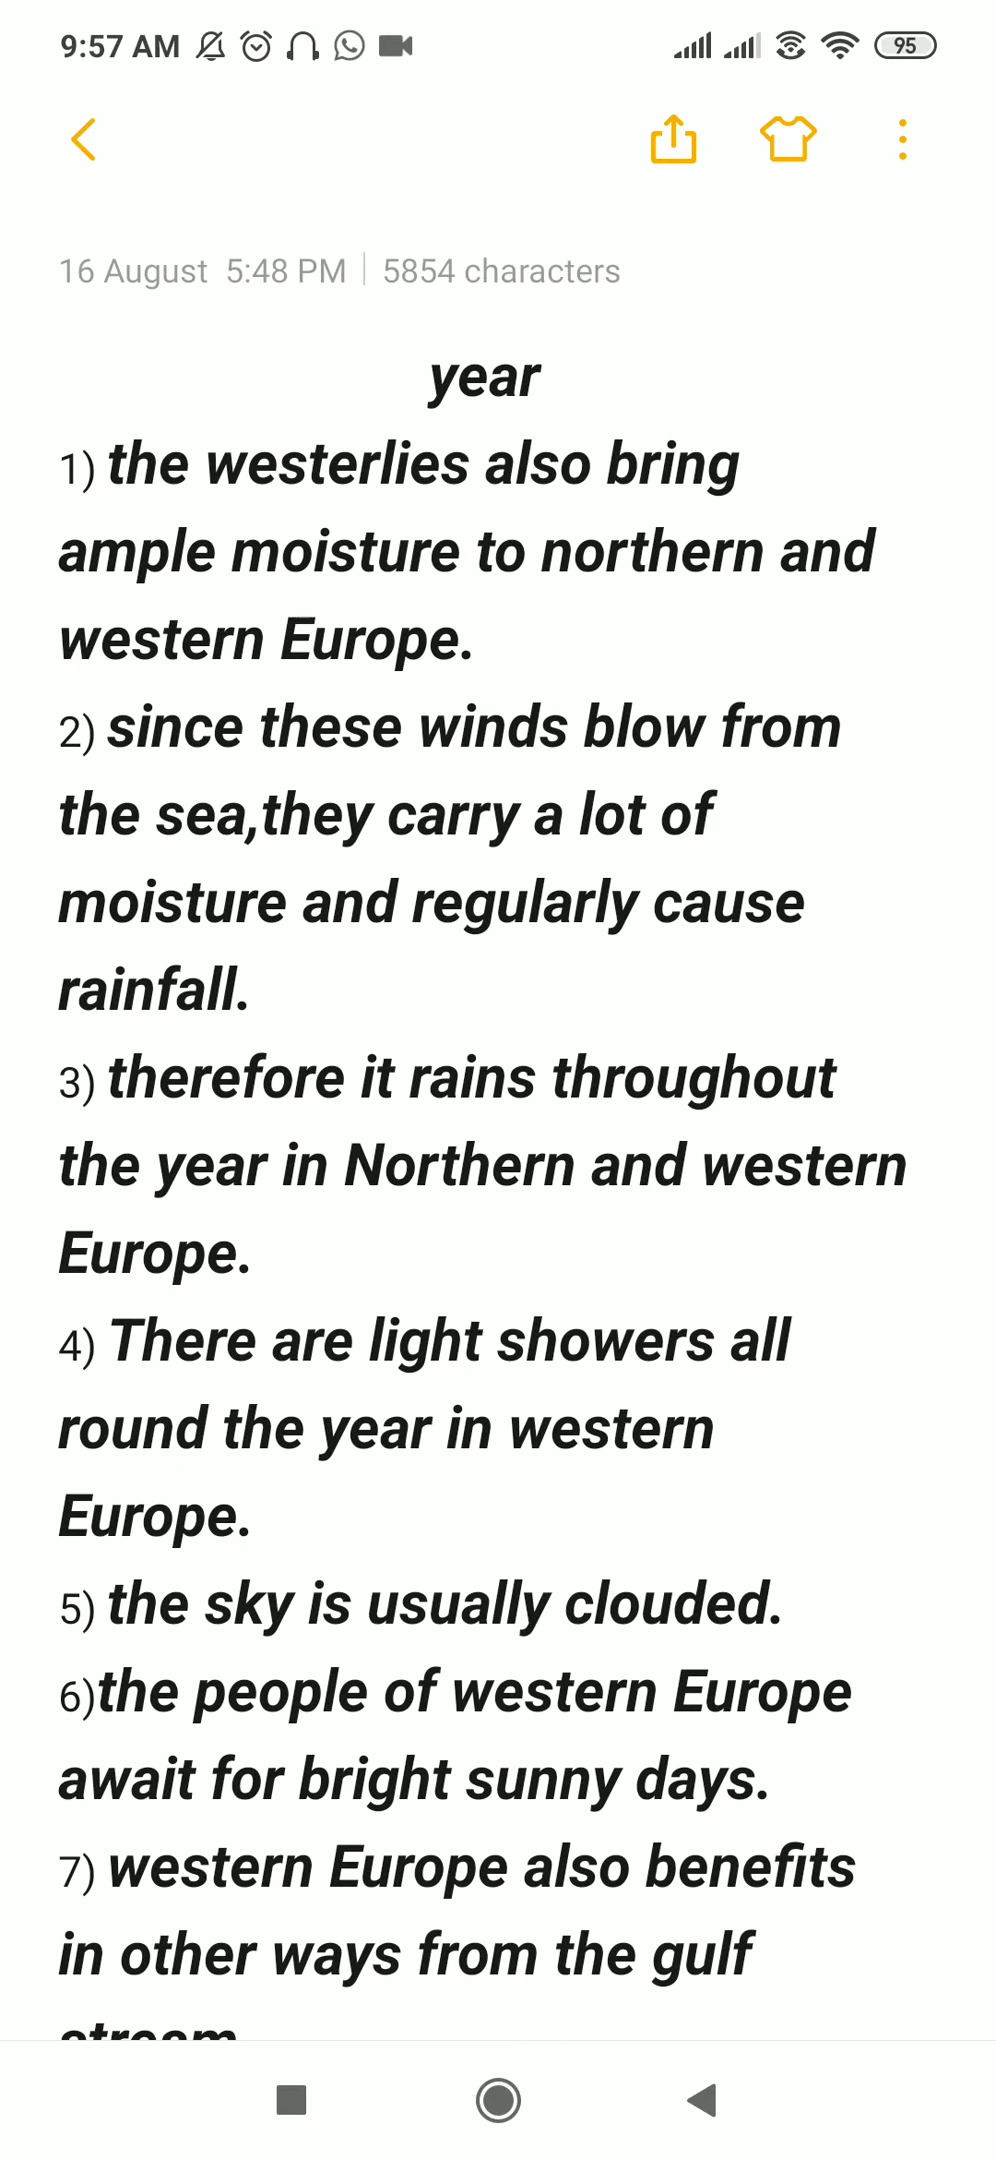 9:57 AM 95
16 August 5:48 PM | 5854 characters
year
1) the westerlies also bring
ample moisture to northern and
western Europe.
2) since these winds blow from
the sea,they carry a lot of
moisture and regularly cause
rainfall.
3) therefore it rains throughout
the year in Northern and western
Europe.
4) There are light showers all
round the year in western
Europe.
5) the sky is usually clouded.
6)the people of western Europe
await for bright sunny days.
7) western Europe also benefits
in other ways from the gulf
stream